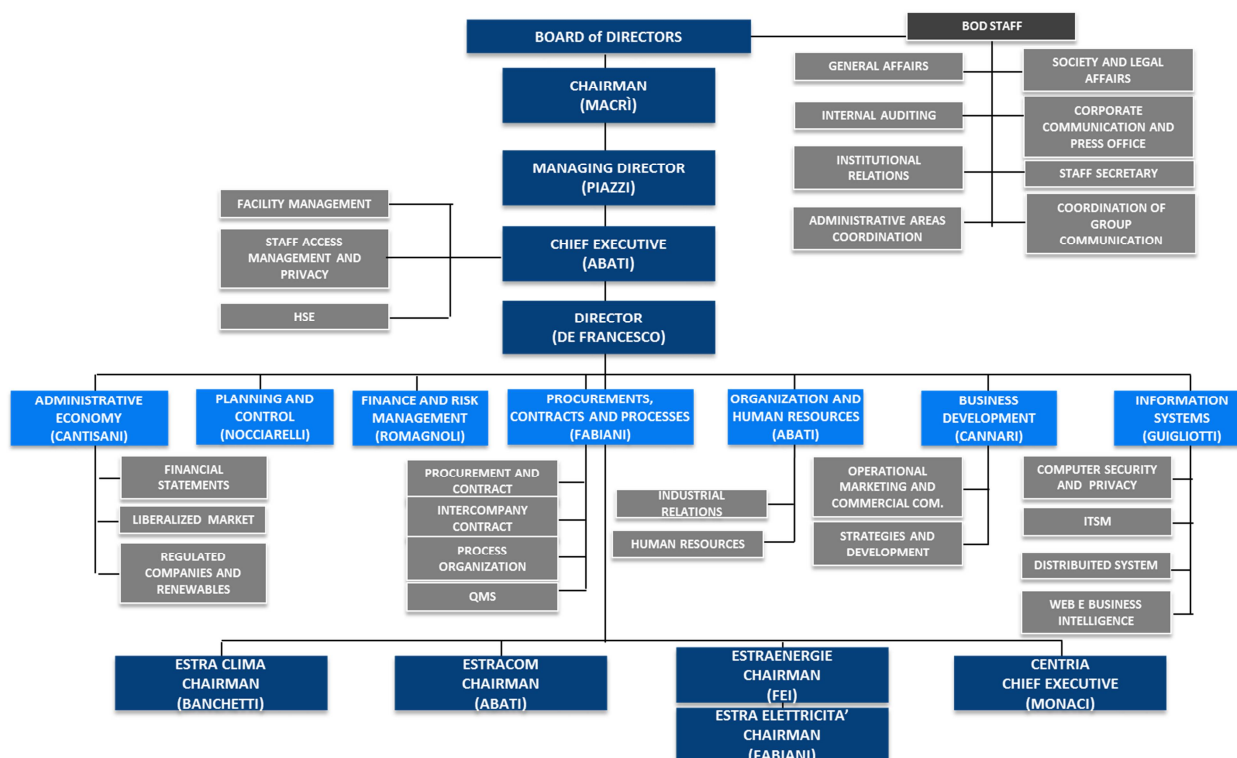 BOARD of DIRECTORS
BOD STAFF
GENERAL AFFAIRS
SOCIETY AND LEGAL
AFFAIRS
CHAIRMAN
(MACRÌ)
INTERNAL AUDITING
CORPORATE
COMMUNICATION AND
PRESS OFFICE
MANAGING DIRECTOR
(PIAZZI)
INSTITUTIONAL
RELATIONS
STAFF SECRETARY
FACILITY MANAGEMENT
ADMINISTRATIVE AREAS
COORDINATION
COORDINATION OF
GROUP
COMMUNICATION
STAFF ACCESS
MANAGEMENT AND
PRIVACY
CHIEF EXECUTIVE
(ABATI)
HSE
DIRECTOR
(DE FRANCESCO)
ADMINISTRATIVE
ECONOMY
(CANTISANI)
PLANNING AND
CONTROL
(NOCCIARELLI)
FINANCE AND RISK
MANAGEMENT
(ROMAGNOLI)
PROCUREMENTS,
CONTRACTS AND PROCESSES
(FABIANI)
ORGANIZATION AND
HUMAN RESOURCES
(ABATI)
BUSINESS
DEVELOPMENT
(CANNARI)
INFORMATION
SYSTEMS
(GUIGLIOTTI)
FINANCIAL
STATEMENTS
LIBERALIZED MARKET
REGULATED
COMPANIES AND
RENEWABLES
PROCUREMENT AND
CONTRACT
INTERCOMPANY
CONTRACT
PROCESS
ORGANIZATION
QMS
INDUSTRIAL
RELATIONS
HUMAN RESOURCES
OPERATIONAL
MARKETING AND
COMMERCIAL COM.
STRATEGIES AND
DEVELOPMENT
COMPUTER SECURITY
AND PRIVACY
ITSM
DISTRIBUITED SYSTEM
WEB E BUSINESS
INTELLIGENCE
ESTRA CLIMA
CHAIRMAN
(BANCHETTI)
ESTRACOM
CHAIRMAN
(ABATI)
ESTRAENERGIE
CHAIRMAN
(FEI)
ESTRA ELETTRICITA’
CHAIRMAN
(FABIANI)
CENTRIA
CHIEF EXECUTIVE
(MONACI)